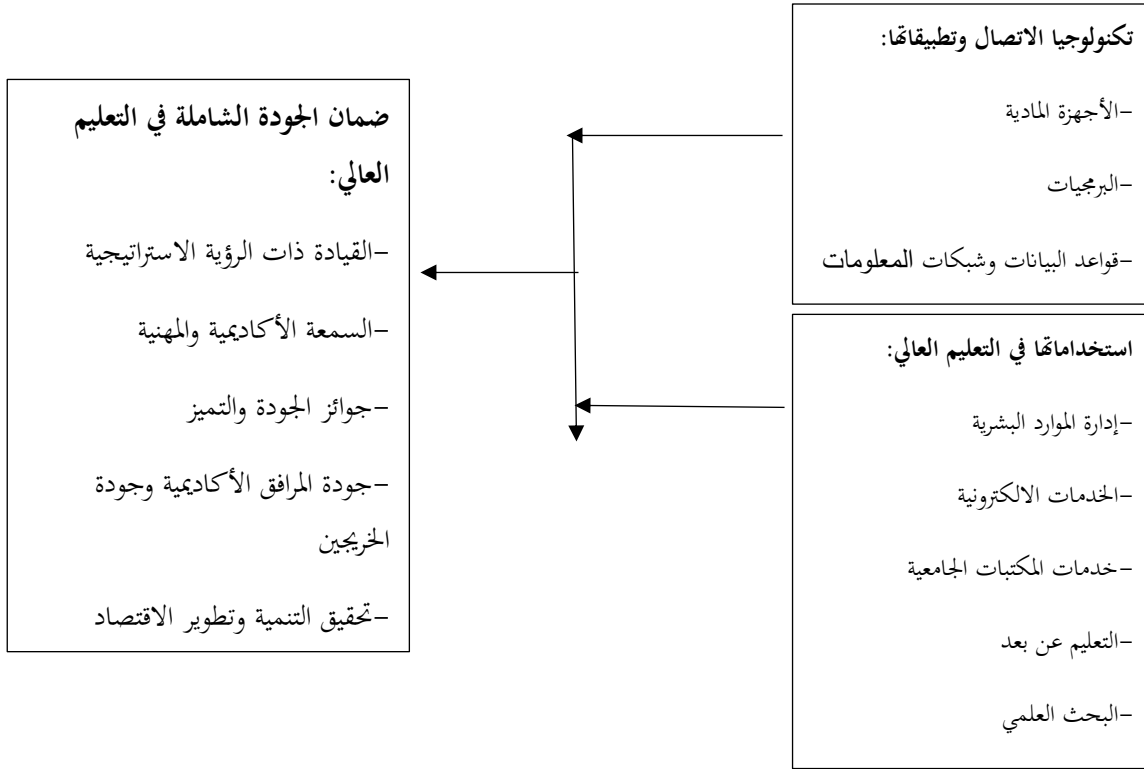 تكنولوجيا الاتصال وتطبيقاتها:
-الأجهزة المادية
-البرمجيات
-قواعد البيانات وشبكات المعلومات
استخداماتها في التعليم العالي:
-إدارة الموارد البشرية
-الخدمات الالكترونية
-خدمات المكتبات الجامعية
-التعليم عن بعد
-البحث العلمي
ضمان الجودة الشاملة في التعليم
العالي:
-القيادة ذات الرؤية الاستراتيجية
-السمعة الأكاديمية والمهنية
-جوائز الجودة والتميز
-جودة المرافق الأكاديمية وجودة
الخريجين
-تحقيق التنمية وتطوير الاقتصاد